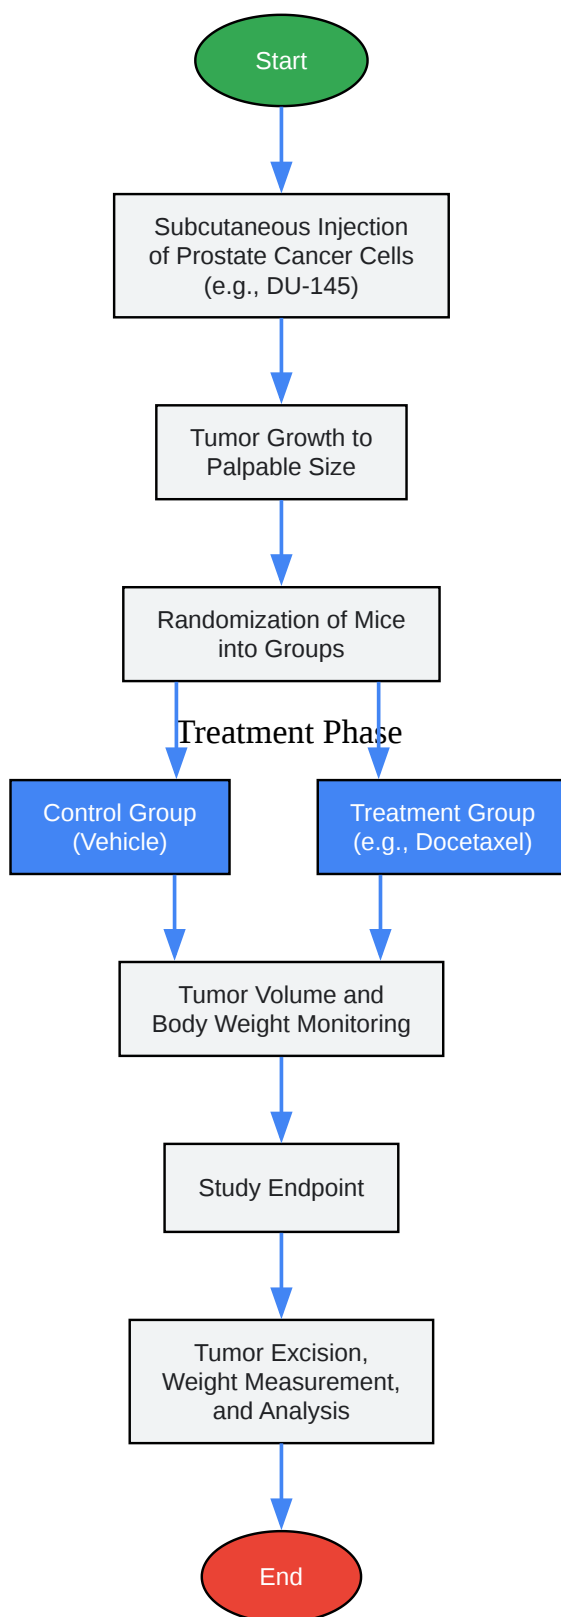 Start
Subcutaneous Injection
of Prostate Cancer Cells
(e.g., DU-145)
Tumor Growth to
Palpable Size
Randomization of Mice
into Groups
Treatment Phase
Control Group
(Vehicle)
Treatment Group
(e.g., Docetaxel)
Tumor Volume and
Body Weight Monitoring
Study Endpoint
Tumor Excision,
Weight Measurement,
and Analysis
End